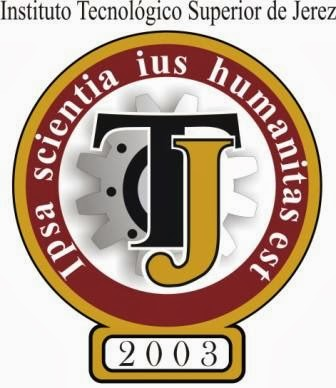 Instituto Tecnológico Superior de Jerez
Ipsa scientia ius humanitas est
TJ
2003